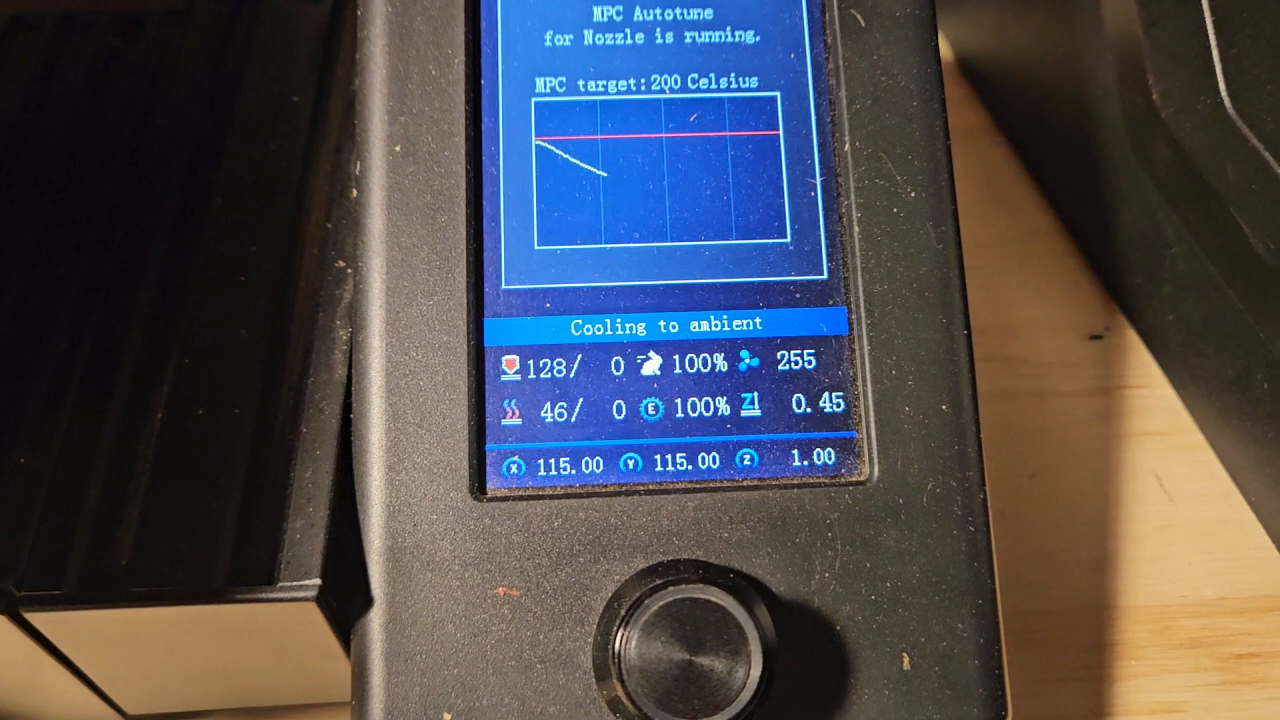 MPC Autotune
for Nozzle is running.
MPC target: 200 Celsius
Cooling to ambient
128/ 0 100% 255
46/ 0 E 100% Z 0.45
X 115.00 Y 115.00 Z 1.00